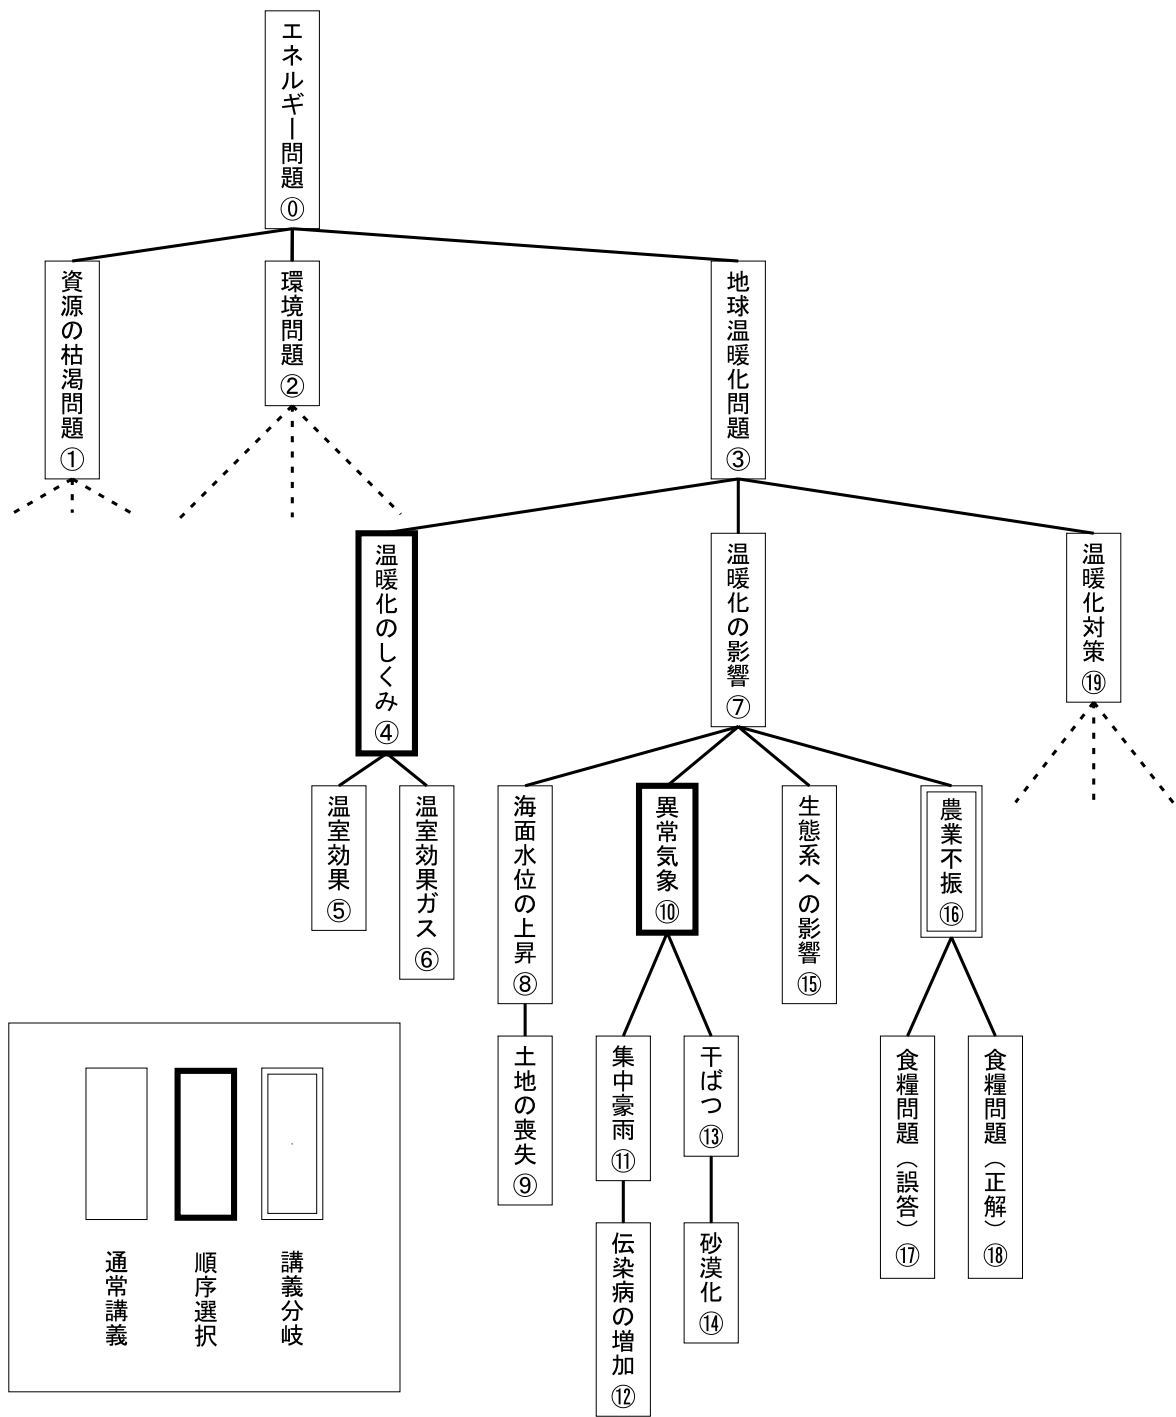 エネルギー問題⓪
資源の枯渇問題①
環境問題②
地球温暖化問題③
温暖化のしくみ④
温暖化の影響⑦
温暖化対策⑲
温室効果⑤
温室効果ガス⑥
海面水位の上昇⑧
異常気象⑩
生態系への影響⑮
農業不振⑯
土地の喪失⑨
集中豪雨⑪
干ばつ⑬
食糧問題（誤答）⑰
食糧問題（正解）⑱
伝染病の増加⑫
砂漠化⑭
通常講義
順序選択
講義分岐